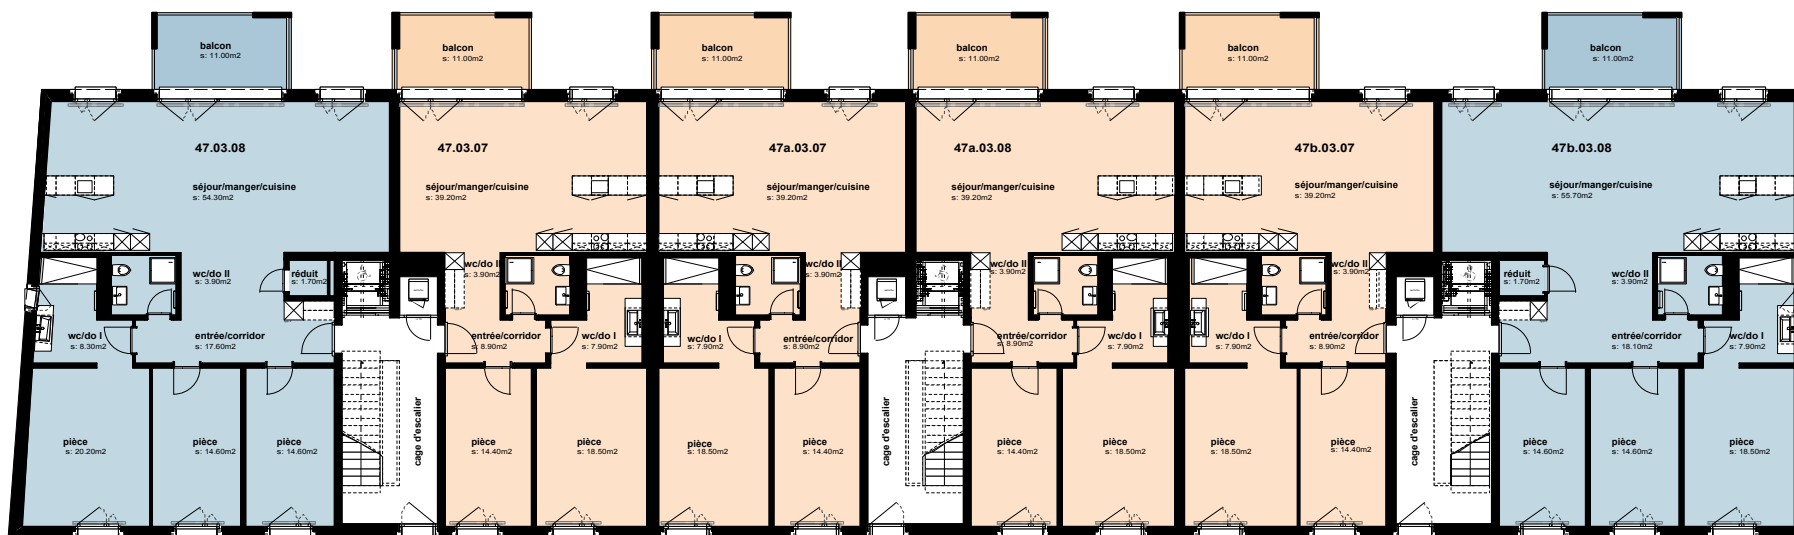 balcon
s: 11.00m2
balcon
s: 11.00m2
balcon
s: 11.00m2
balcon
s: 11.00m2
balcon
s: 11.00m2
balcon
s: 11.00m2
47.03.08
séjour/manger/cuisine
s: 54.30m2
47.03.07
séjour/manger/cuisine
s: 39.20m2
47a.03.07
séjour/manger/cuisine
s: 39.20m2
47a.03.08
séjour/manger/cuisine
s: 39.20m2
47b.03.07
séjour/manger/cuisine
s: 39.20m2
47b.03.08
séjour/manger/cuisine
s: 55.70m2
wc/do II
s: 3.90m2
réduit
s: 1.70m2
wc/do II
s: 3.90m2
wc/do II
s: 3.90m2
wc/do II
s: 3.90m2
wc/do II
s: 3.90m2
réduit
s: 1.70m2
wc/do II
s: 3.90m2
wc/do I
s: 8.30m2
entrée/corridor
s: 17.60m2
entrée/corridor
s: 8.90m2
wc/do I
s: 7.90m2
wc/do I
s: 7.90m2
entrée/corridor
s: 8.90m2
entrée/corridor
s: 8.90m2
wc/do I
s: 7.90m2
wc/do I
s: 7.90m2
entrée/corridor
s: 8.90m2
entrée/corridor
s: 18.10m2
wc/do I
s: 7.90m2
pièce
s: 20.20m2
pièce
s: 14.60m2
pièce
s: 14.60m2
cage d'escalier
pièce
s: 14.40m2
pièce
s: 18.50m2
pièce
s: 18.50m2
pièce
s: 14.40m2
cage d'escalier
pièce
s: 14.40m2
pièce
s: 18.50m2
pièce
s: 18.50m2
pièce
s: 14.40m2
cage d'escalier
pièce
s: 14.60m2
pièce
s: 14.60m2
pièce
s: 18.50m2